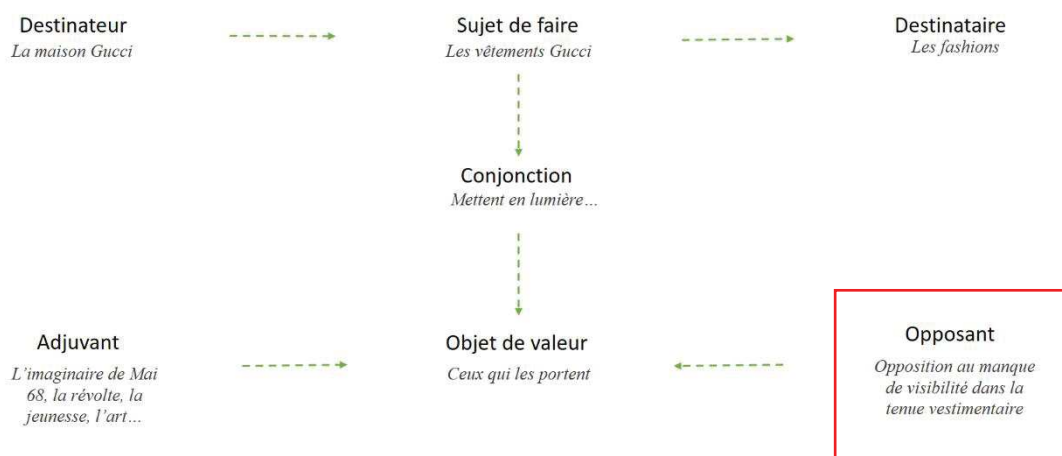 Destinateur
La maison Gucci
Sujet de faire
Les vêtements Gucci
Destinataire
Les fashions
Conjonction
Mettent en lumière…
Adjuvant
L’imaginaire de Mai
68, la révolte, la
jeunesse, l’art…
Objet de valeur
Ceux qui les portent
Opposant
Opposition au manque
de visibilité dans la
tenue vestimentaire